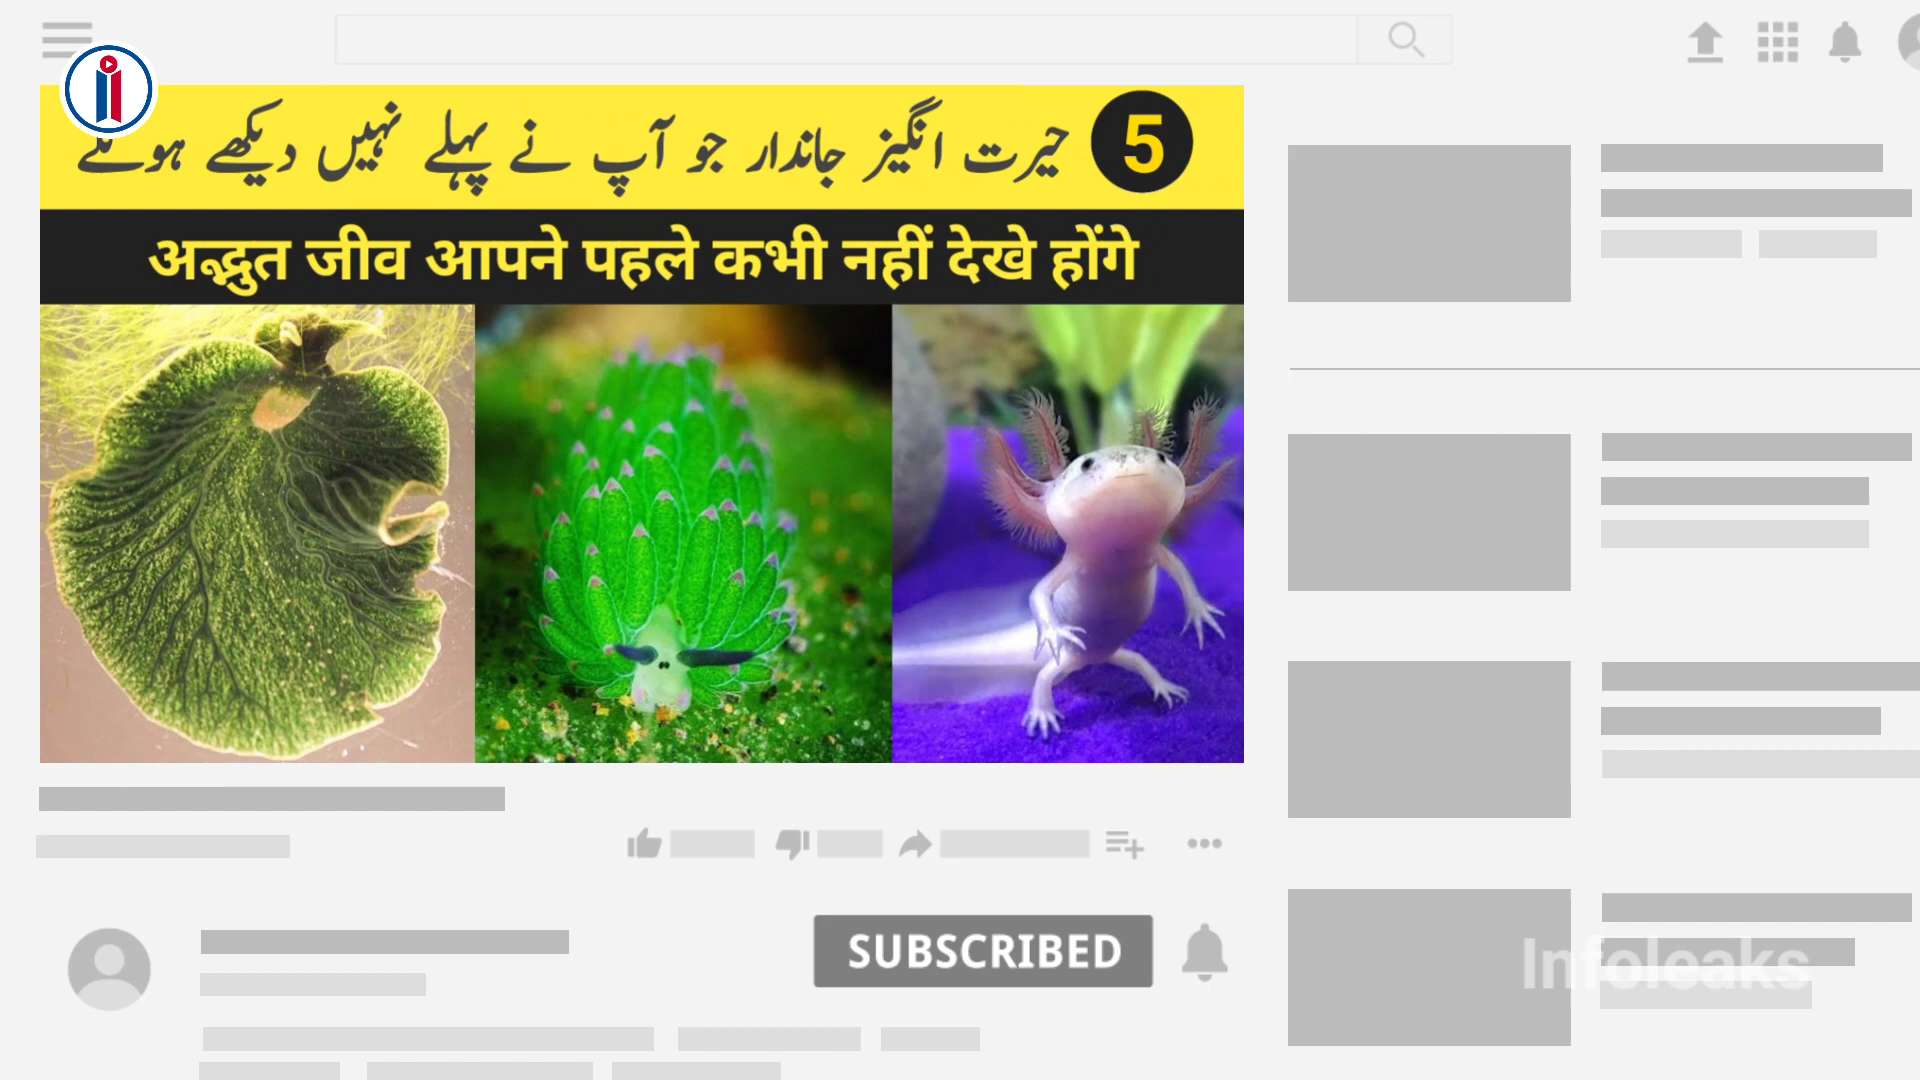 5 حیرت انگیز جاندار جو آپ نے پہلے نہیں دیکھے ہونگے
अद्भुत जीव आपने पहले कभी नहीं देखे होंगे
SUBSCRIBED
Infoleaks